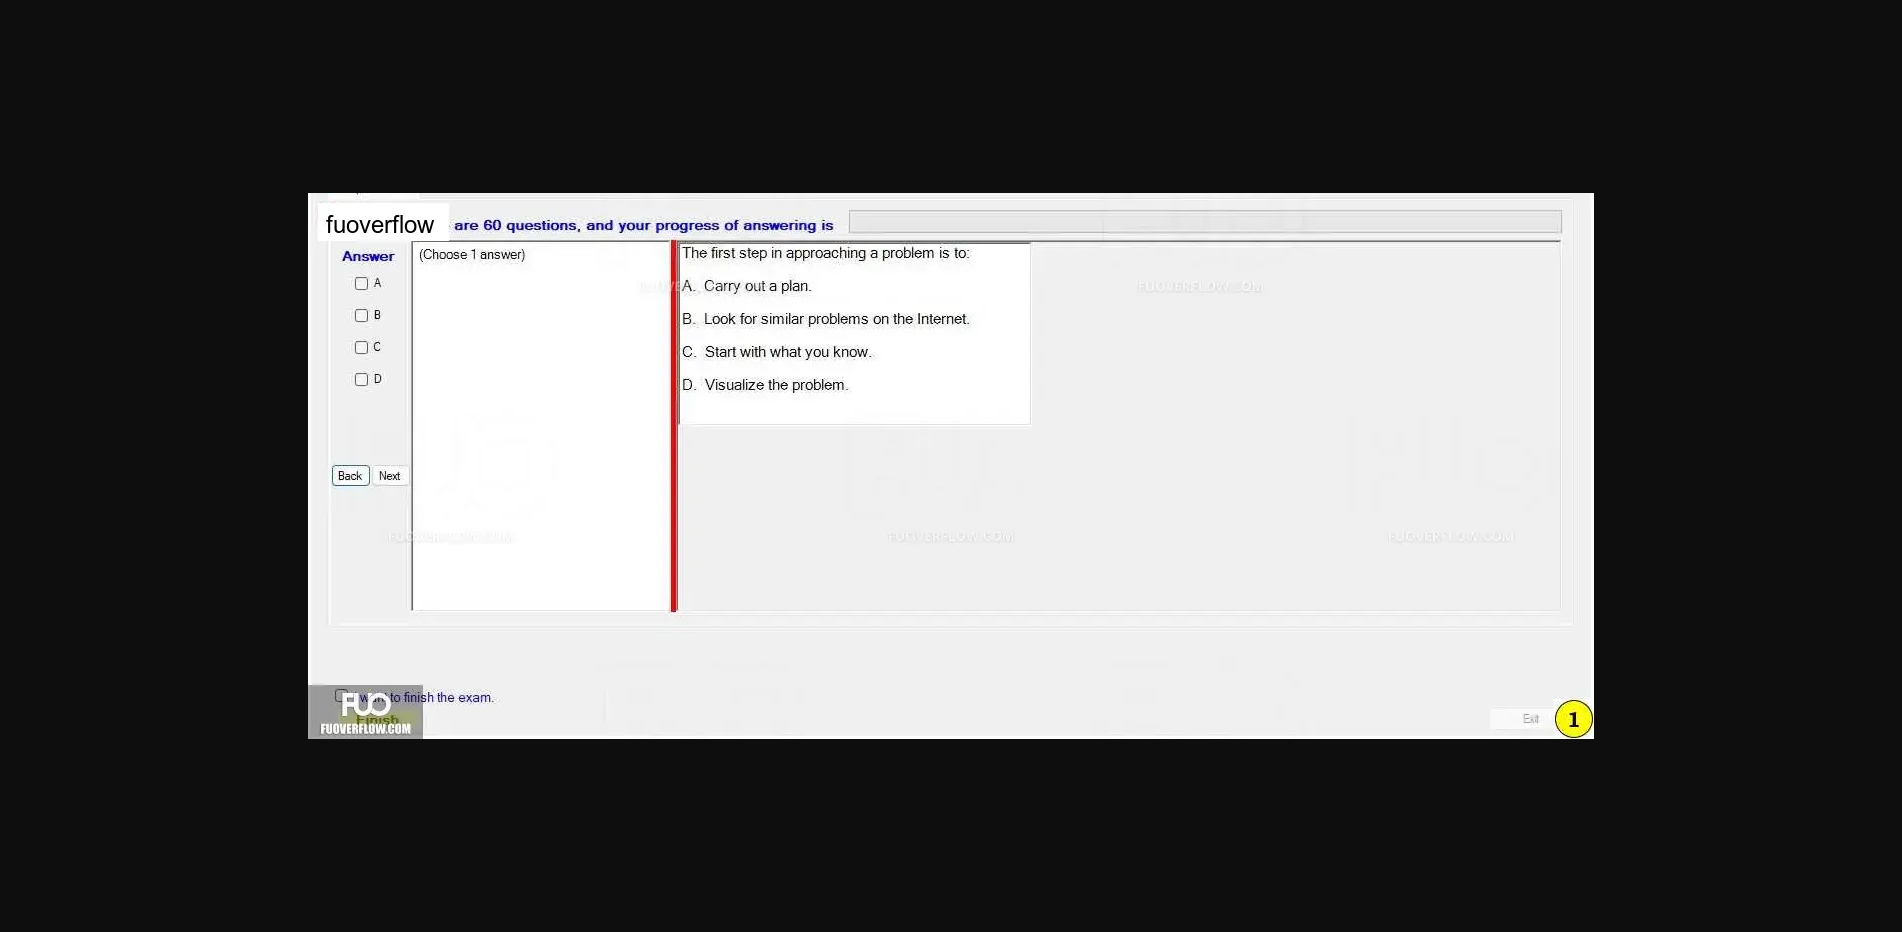 fuoverflow are 60 questions, and your progress of answering is
Answer
A
B
C
D
Back Next
(Choose 1 answer)
The first step in approaching a problem is to:
A. Carry out a plan.
B. Look for similar problems on the Internet.
C. Start with what you know.
D. Visualize the problem.
FUOVERFLOW.COM
FUOVERFLOW.COM
FUOVERFLOW.COM
FUOVERFLOW.COM
I want to finish the exam.
Finish
FUO
FUOVERFLOW.COM
Exit
1